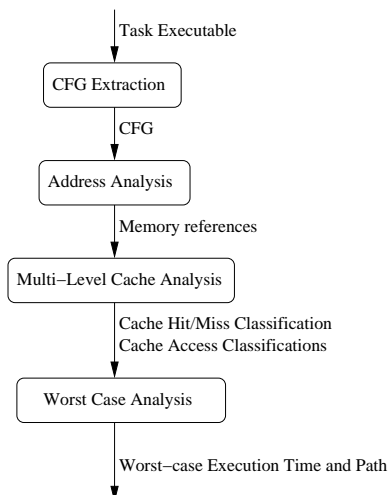 Task Executable
CFG Extraction
CFG
Address Analysis
Memory references
Multi−Level Cache Analysis
Cache Hit/Miss Classification
Cache Access Classifications
Worst Case Analysis
Worst−case Execution Time and Path